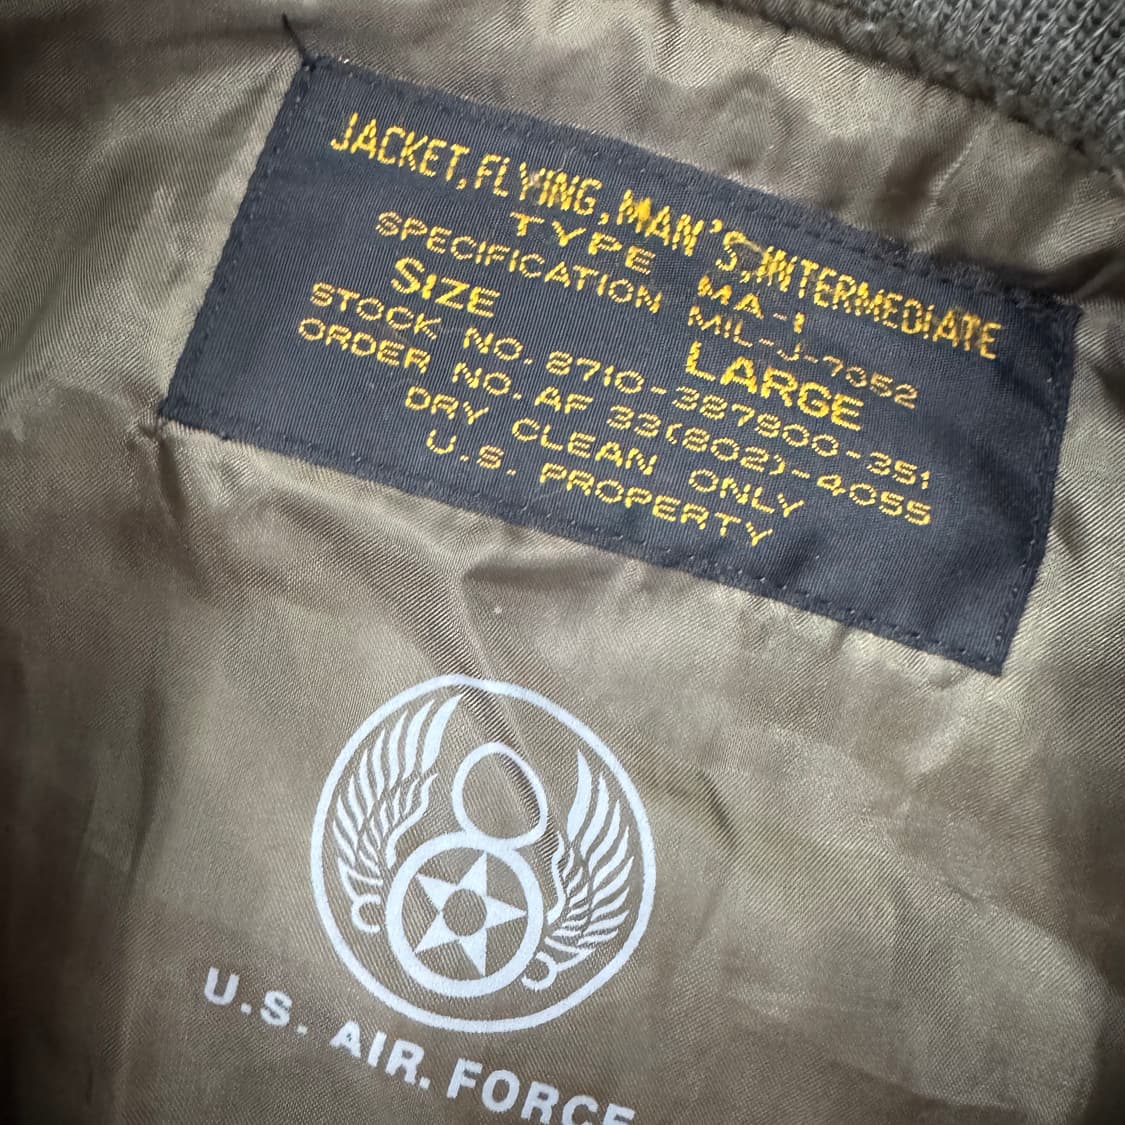 JACKET,FLYING,MAN'S,INTERMEDIATE
TYPE MA-1
SPECIFICATION MIL-J-7352
SIZE LARGE
STOCK NO. 8710-387900-351
ORDER NO. AF 33(802)-4055
DRY CLEAN ONLY
U.S. PROPERTY
U.S. AIR. FORCE